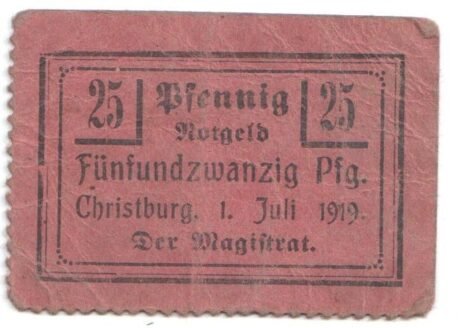 25 Pfennig 25
Notgeld
Fünfundzwanzig Pfg.
Christburg. 1. Juli 1919.
Der Magistrat.